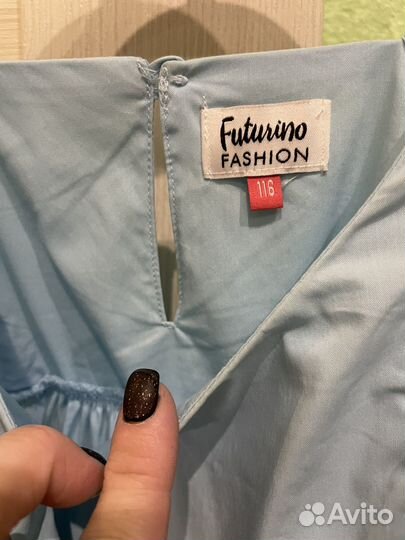 Futurino
FASHION
116
Avito